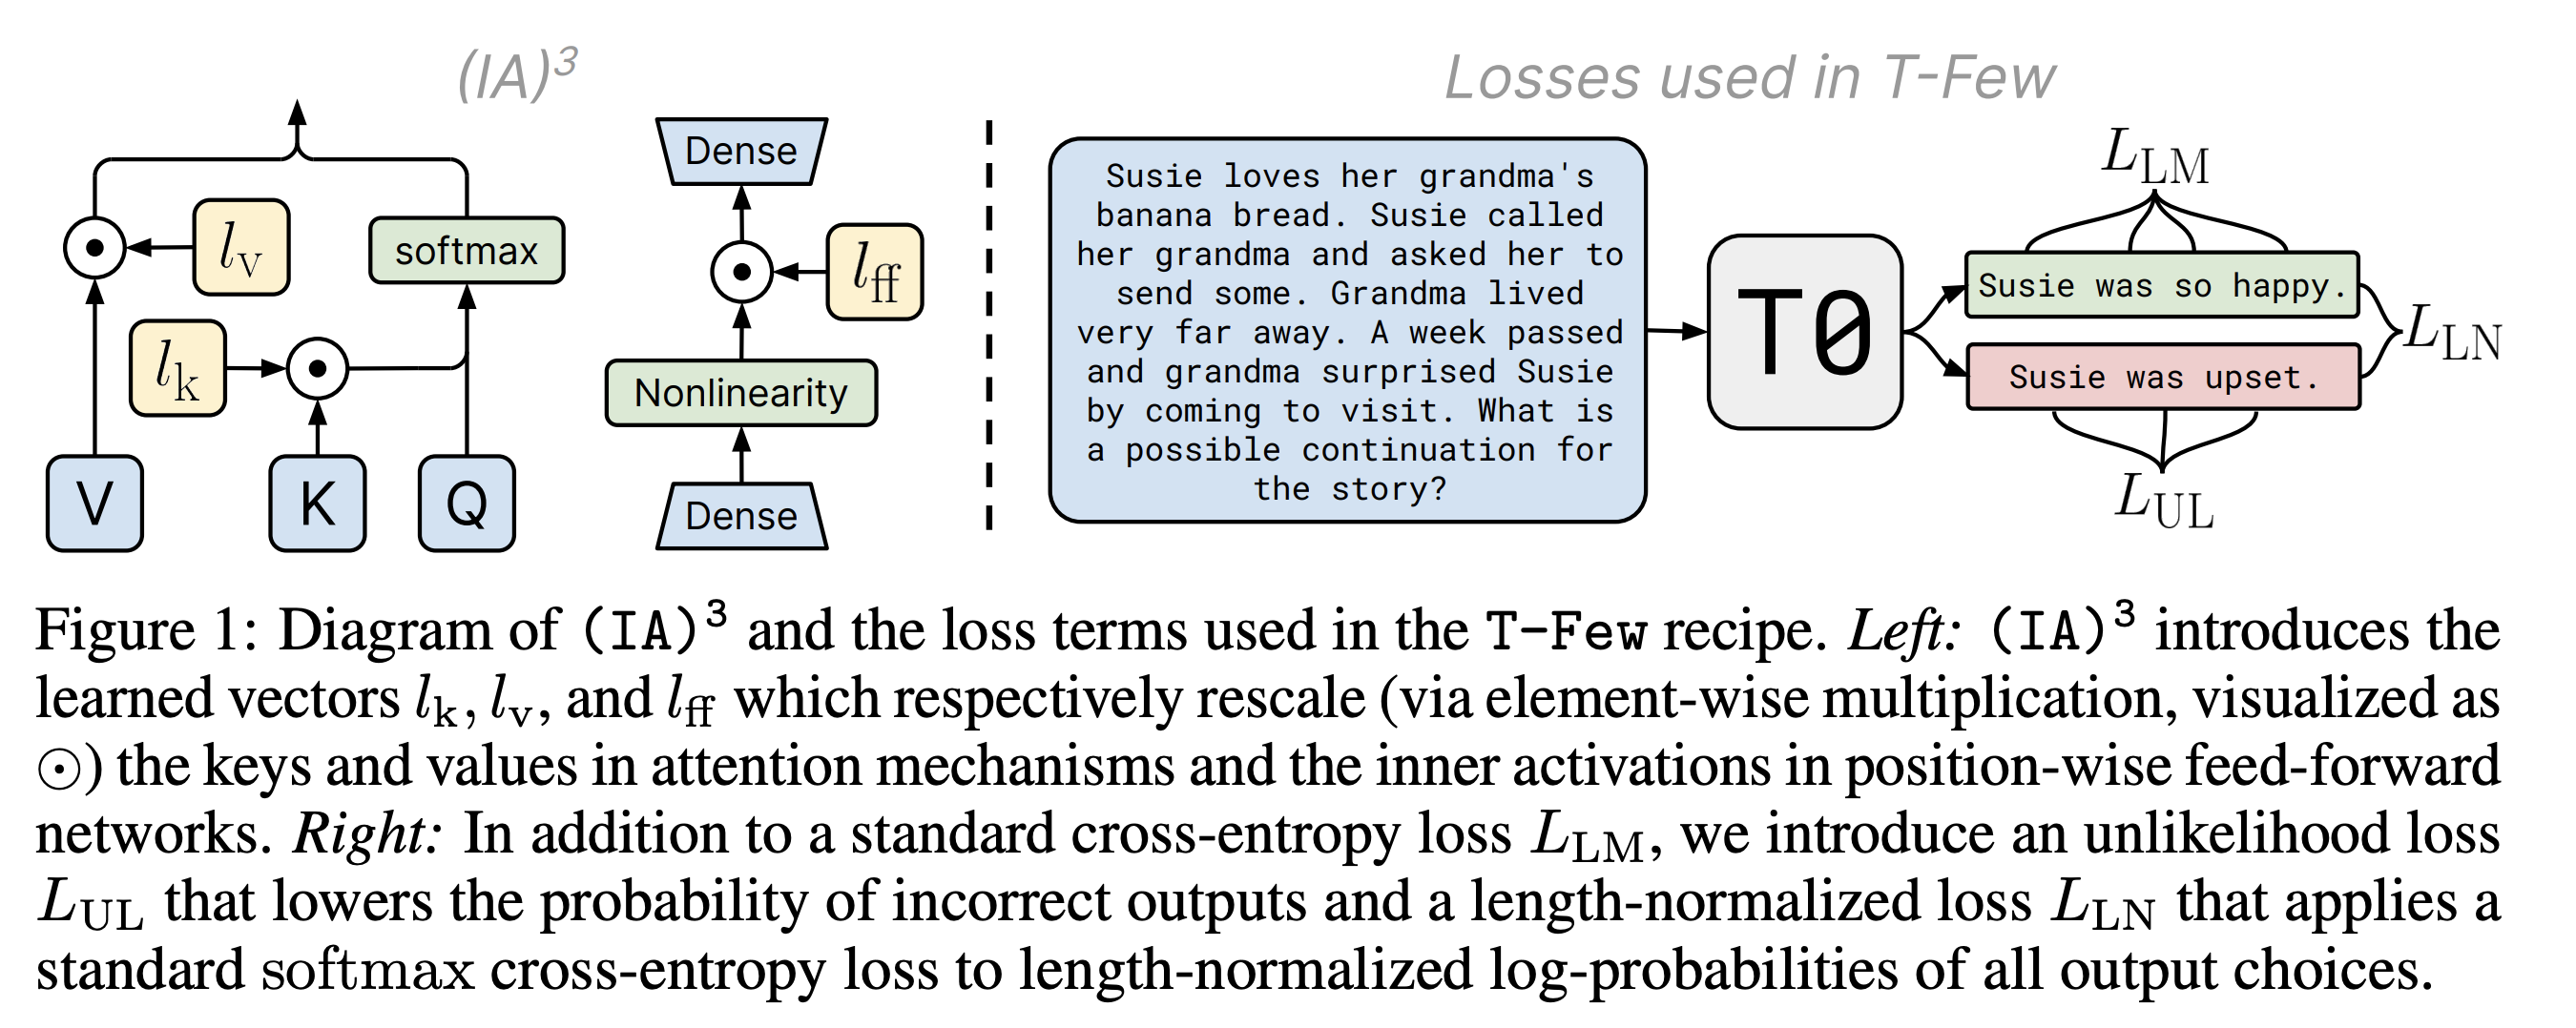 (IA)³
Losses used in T-Few
l_v
softmax
l_k
V
K
Q
Dense
l_ff
Nonlinearity
Dense
Susie loves her grandma's
banana bread. Susie called
her grandma and asked her to
send some. Grandma lived
very far away. A week passed
and grandma surprised Susie
by coming to visit. What is
a possible continuation for
the story?
T0
L_LM
Susie was so happy.
L_LN
Susie was upset.
L_UL
Figure 1: Diagram of (IA)³ and the loss terms used in the T-Few recipe. Left: (IA)³ introduces the
learned vectors l_k, l_v, and l_ff which respectively rescale (via element-wise multiplication, visualized as
⊙) the keys and values in attention mechanisms and the inner activations in position-wise feed-forward
networks. Right: In addition to a standard cross-entropy loss L_LM, we introduce an unlikelihood loss
L_UL that lowers the probability of incorrect outputs and a length-normalized loss L_LN that applies a
standard softmax cross-entropy loss to length-normalized log-probabilities of all output choices.